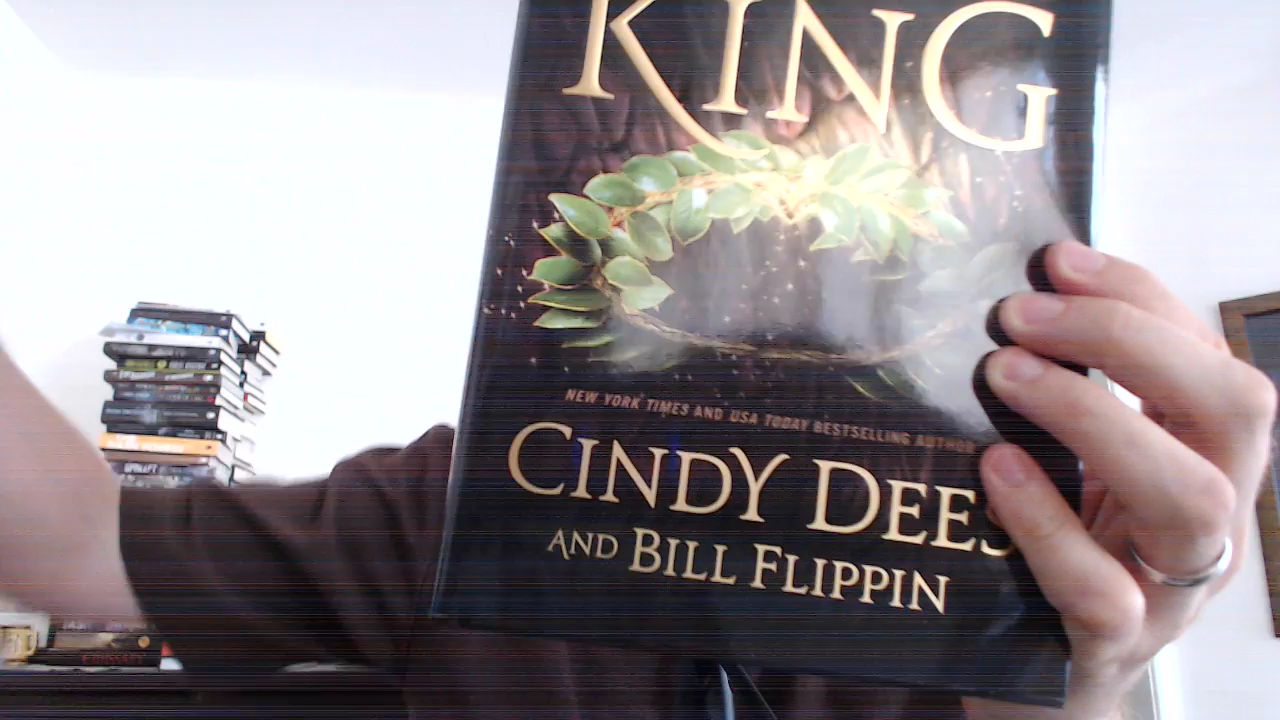 KING
NEW YORK TIMES AND USA TODAY BESTSELLING AUTHOR
CINDY DEES
AND BILL FLIPPIN